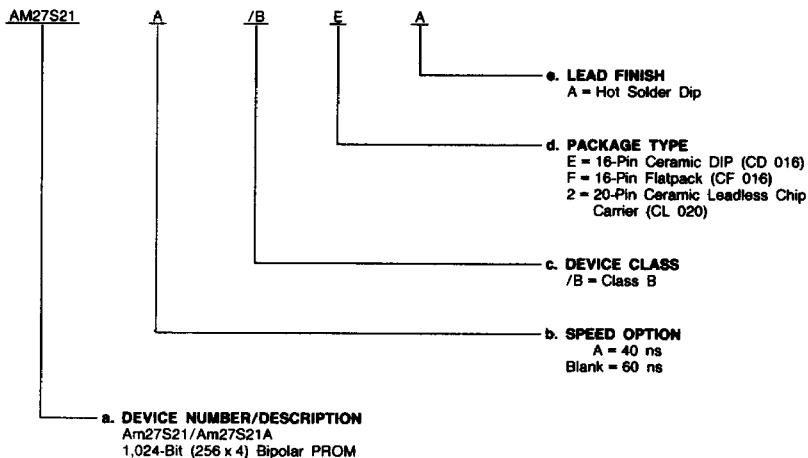 AM27S21 A /B E A
e. LEAD FINISH
A = Hot Solder Dip
d. PACKAGE TYPE
E = 16-Pin Ceramic DIP (CD 016)
F = 16-Pin Flatpack (CF 016)
2 = 20-Pin Ceramic Leadless Chip
Carrier (CL 020)
c. DEVICE CLASS
/B = Class B
b. SPEED OPTION
A = 40 ns
Blank = 60 ns
a. DEVICE NUMBER/DESCRIPTION
Am27S21/Am27S21A
1,024-Bit (256 x 4) Bipolar PROM